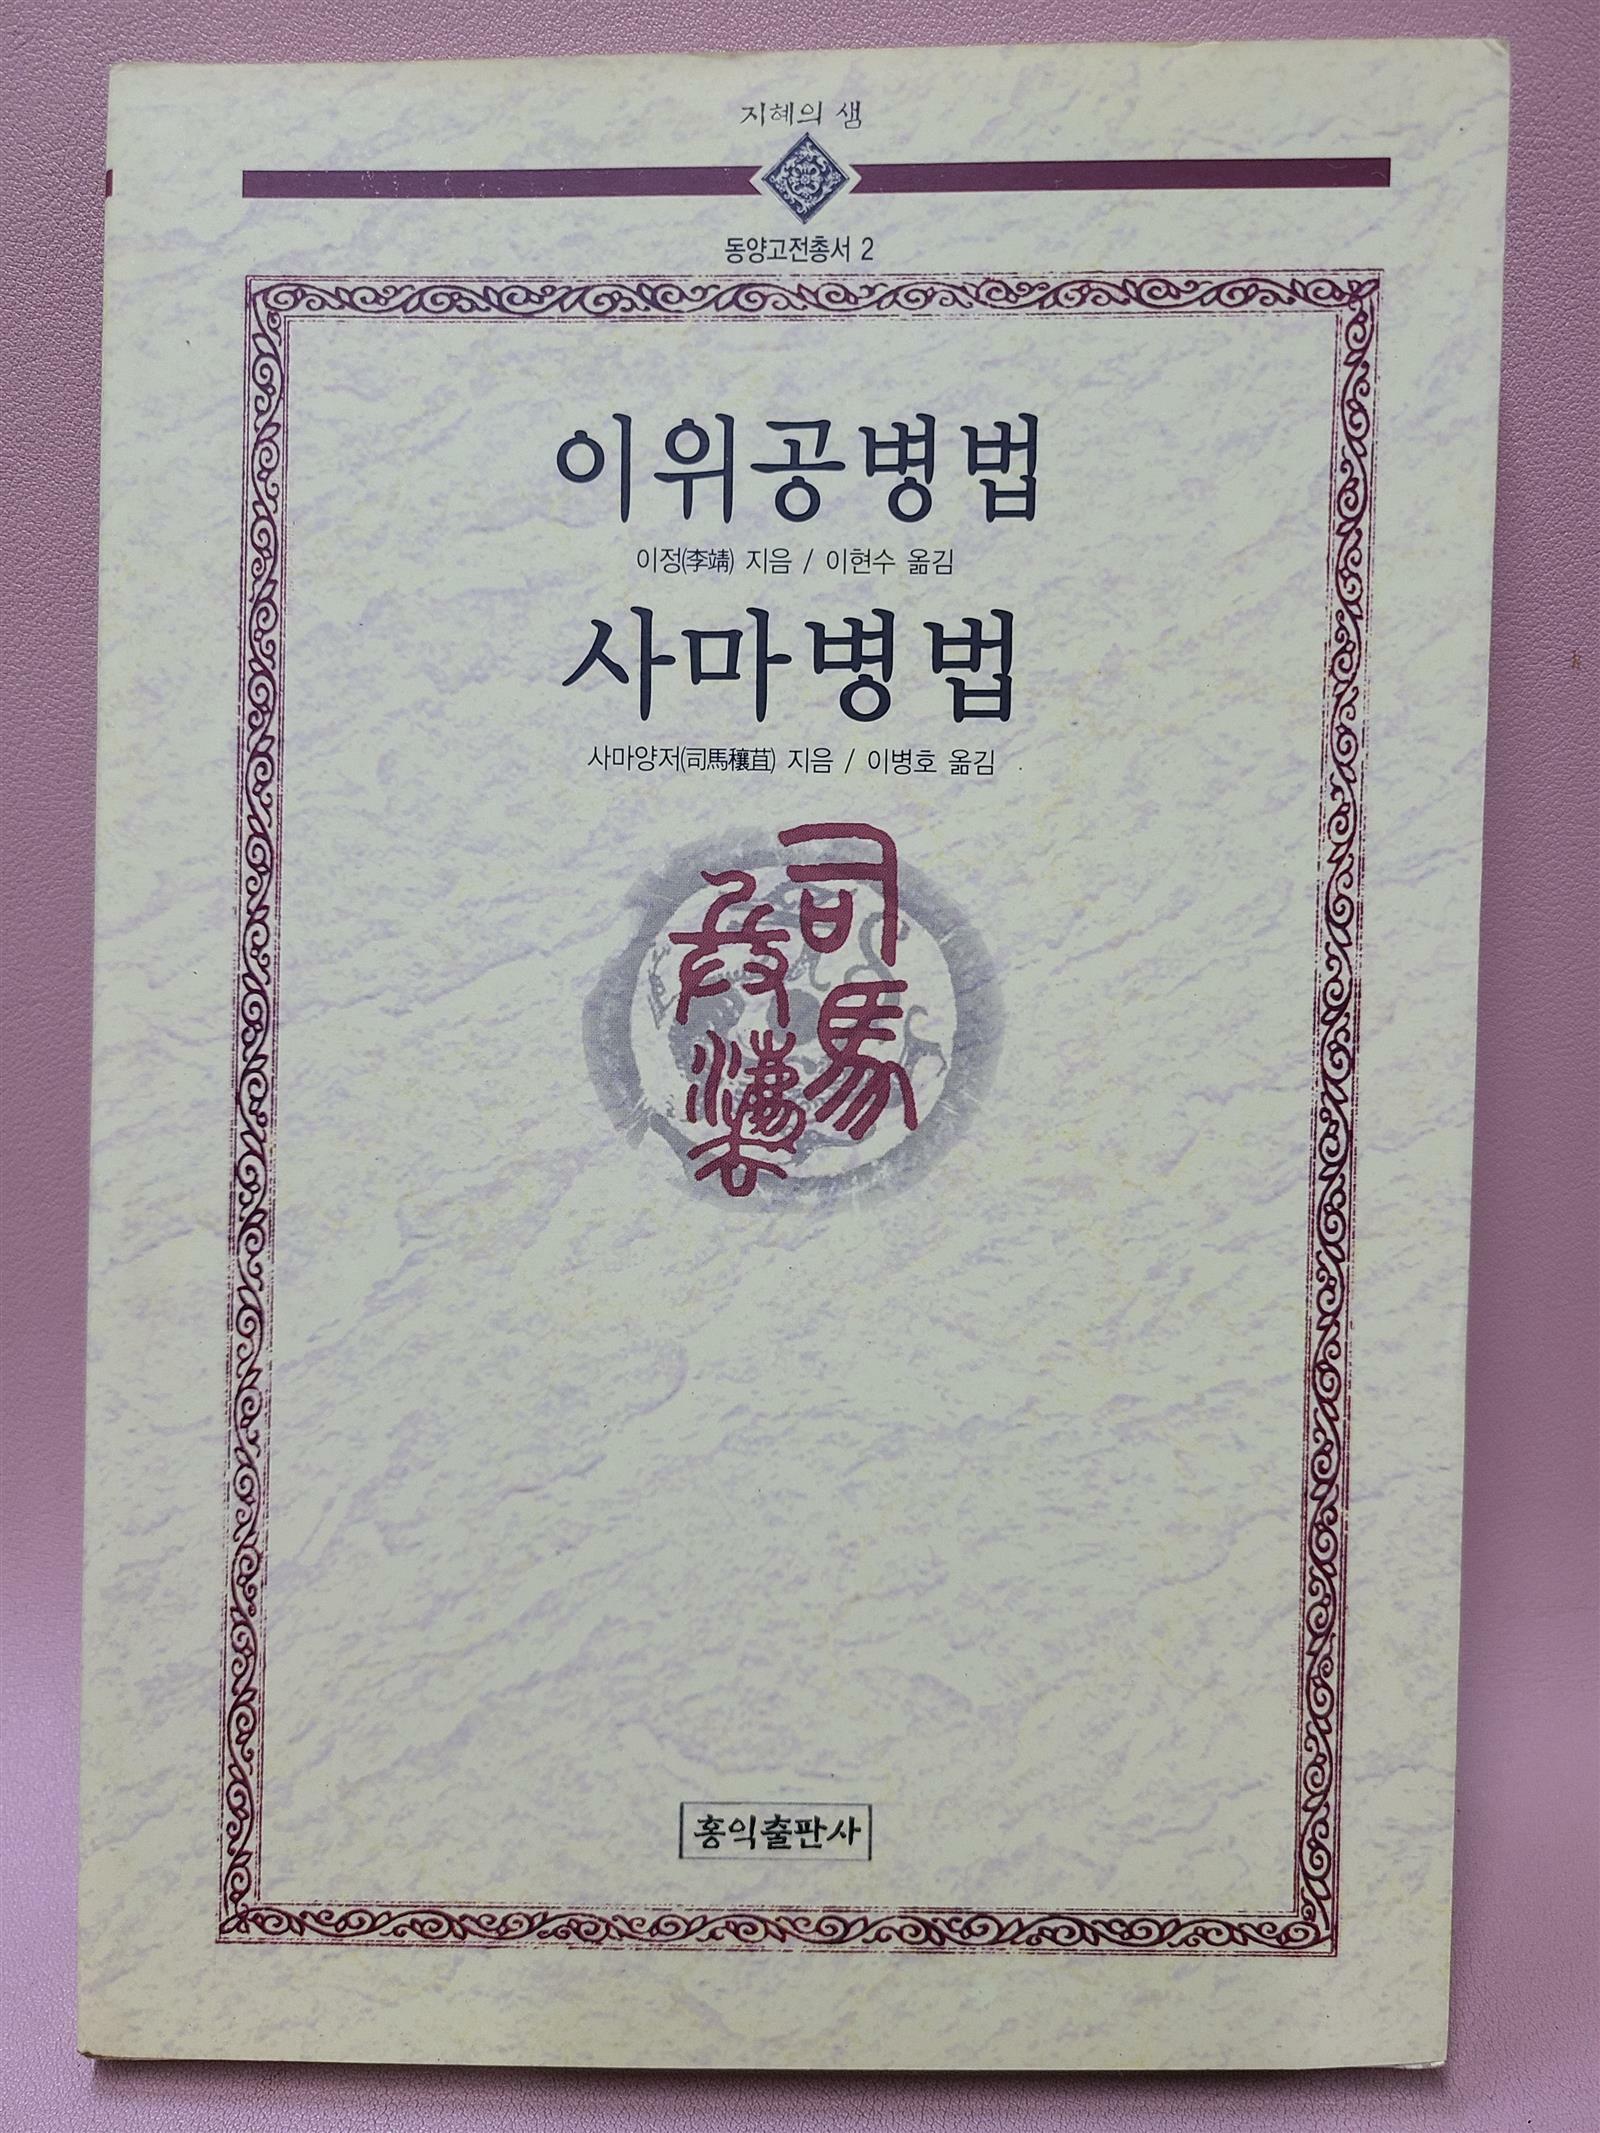 지혜의 샘
동양고전총서 2
이위공병법
이정(李靖) 지음 / 이현수 옮김
사마병법
사마양저(司馬穰苴) 지음 / 이병호 옮김
司馬
홍익출판사